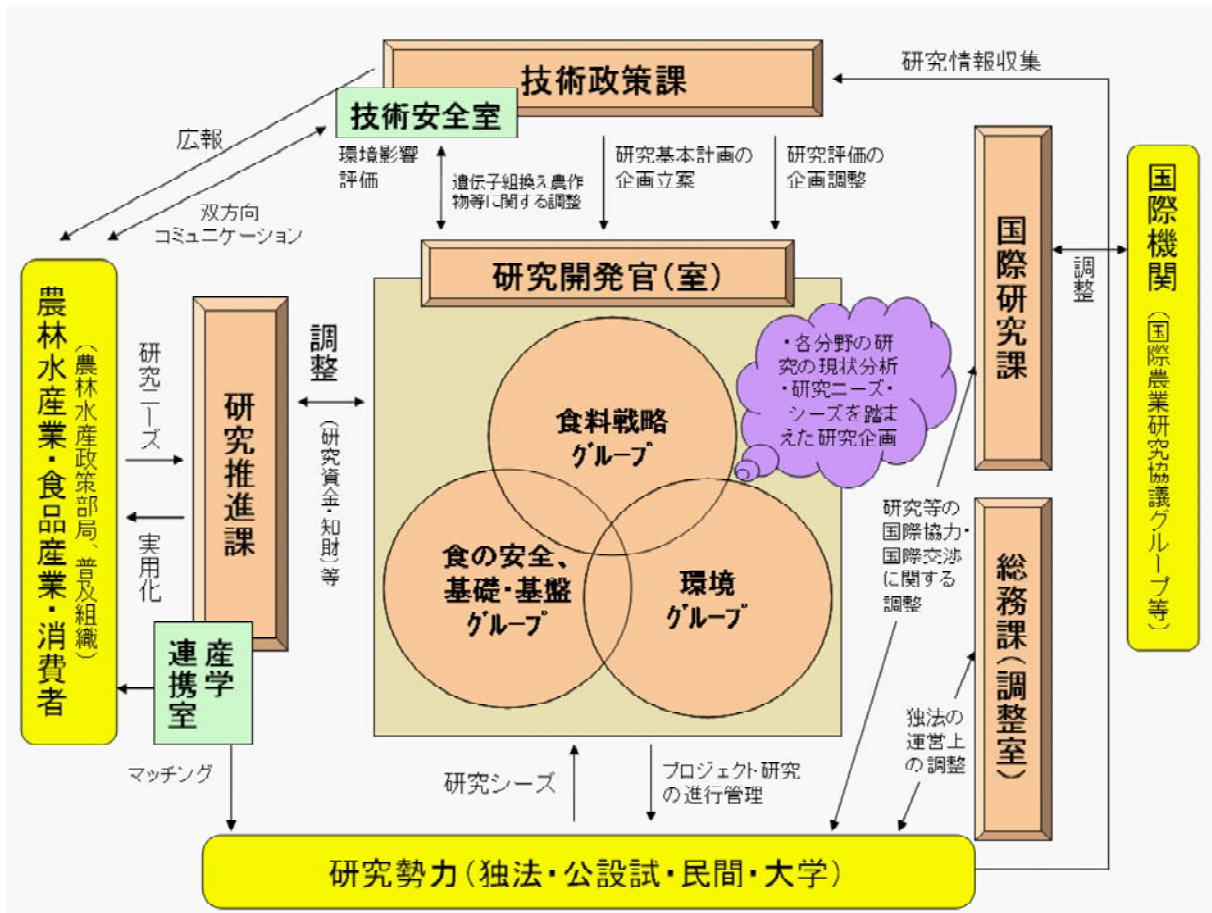 技術政策課
研究情報収集
技術安全室
広報
環境影響
評価
遺伝子組換え農作
物等に関する調整
研究基本計画の
企画立案
研究評価の
企画調整
双方向
コミュニケーション
研究開発官(室)
国際研究課
調整
国際機関
(国際農業研究協議グループ等)
農林水産業・食品産業・消費者
(農林水産政策部局、普及組織)
研究ニーズ
実用化
研究推進課
調整
(研究資金・知財)等
・各分野の研
究の現状分析
・研究ニーズ・
シーズを踏ま
えた研究企画
食料戦略
グループ
食の安全、
基礎・基盤
グループ
環境
グループ
研究等の
国際協力・
国際交渉
に関する
調整
総務課(調整室)
産学
連携室
独法の
運営上
の調整
マッチング
研究シーズ
プロジェクト研究
の進行管理
研究勢力(独法・公設試・民間・大学)